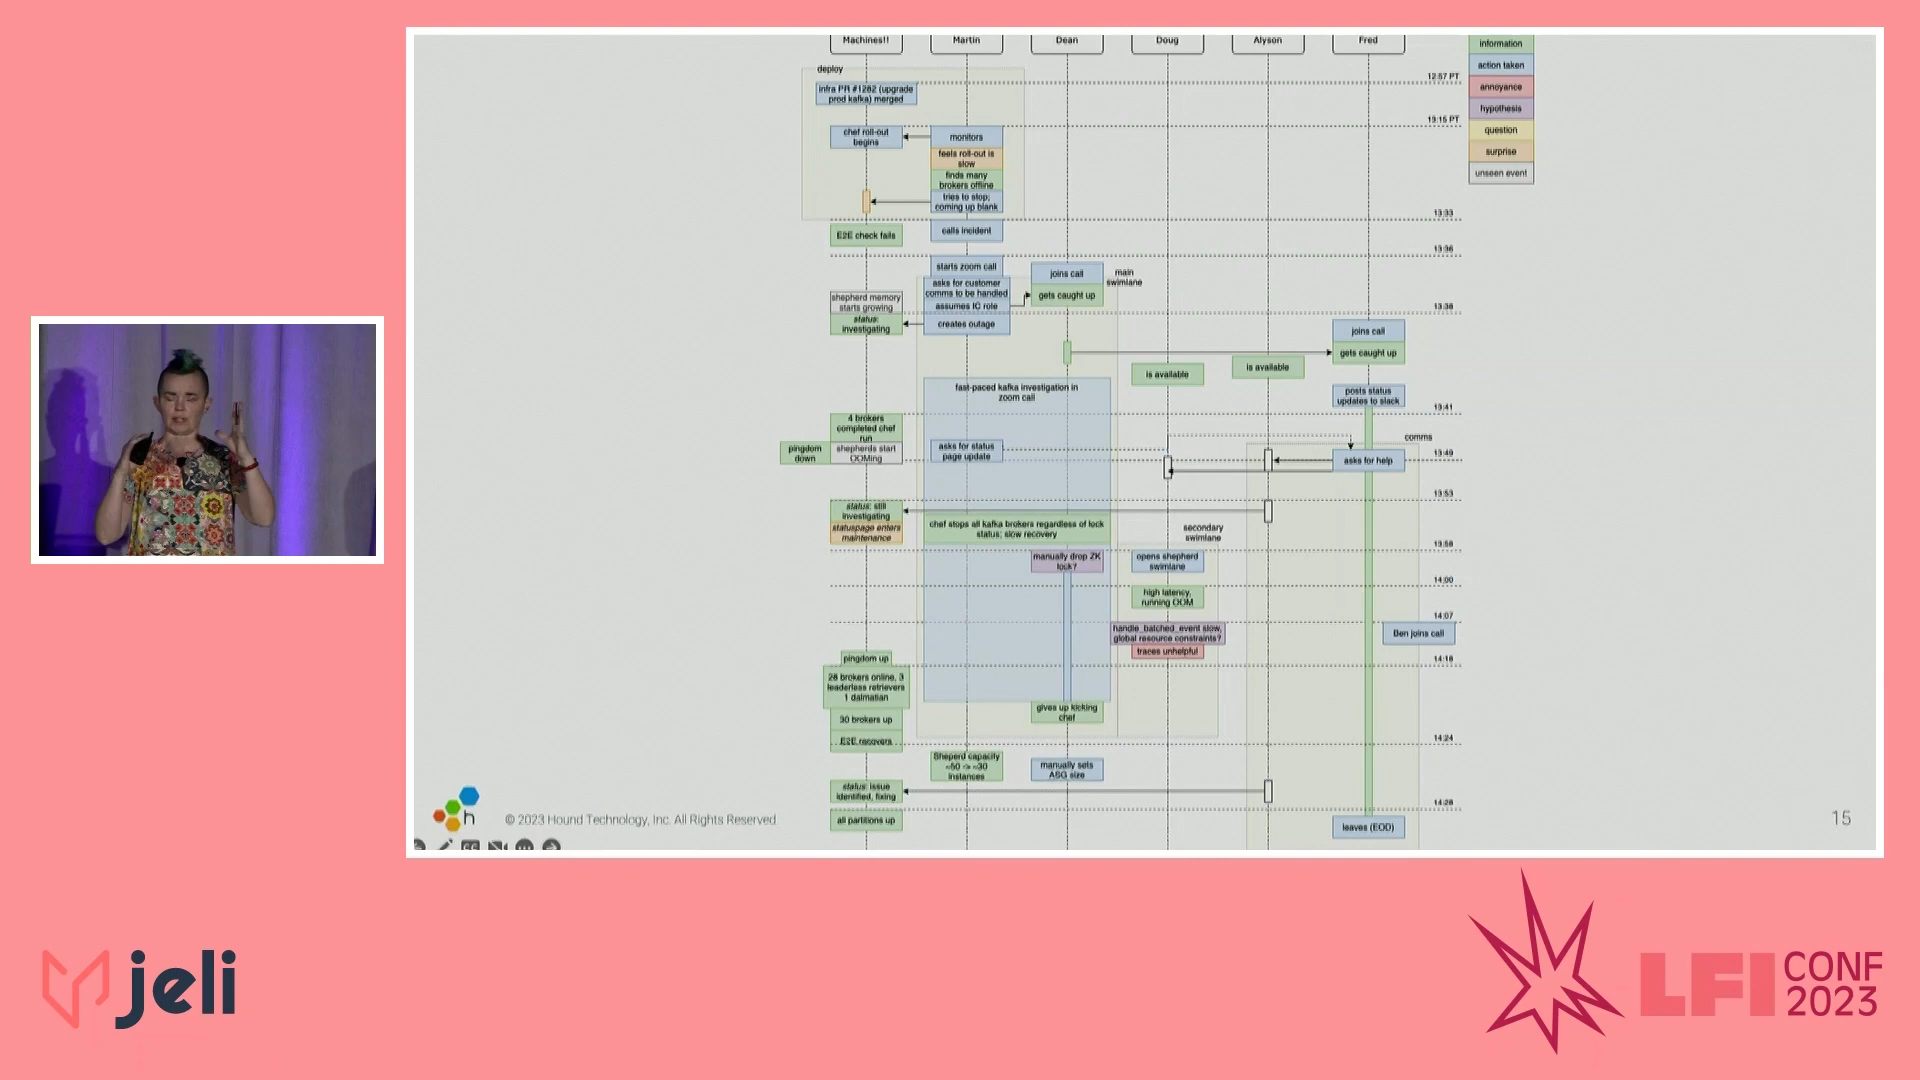 Machines!!
Martin
Dean
Doug
Alyson
Fred
information
action taken
annoyance
hypothesis
question
surprise
unseen event
deploy
12:57 PT
infra PR #1282 (upgrade
prod kafka) merged
13:15 PT
chef roll-out
begins
monitors
feels roll-out is
slow
finds many
brokers offline
tries to stop;
coming up blank
13:33
E2E check fails
calls incident
13:36
starts zoom call
joins call
main
swimlane
asks for customer
comms to be handled
gets caught up
shepherd memory
starts growing
assumes IC role
13:38
status:
investigating
creates outage
joins call
gets caught up
is available
is available
fast-paced kafka investigation in
zoom call
posts status
updates to slack
13:41
4 brokers
completed chef
run
comms
pingdom
down
shepherds start
OOMing
asks for status
page update
asks for help
13:49
13:53
status: still
investigating
statuspage enters
maintenance
chef stops all kafka brokers regardless of lock
status; slow recovery
secondary
swimlane
manually drop ZK
lock?
opens shepherd
swimlane
14:00
high latency,
running OOM
14:07
handle_batched_event slow,
global resource constraints?
Ben joins call
traces unhelpful
pingdom up
28 brokers online, 3
leaderless retrievers
1 dalmatian
gives up kicking
chef
30 brokers up
E2E recovers
14:24
Sheperd capacity
~60 -> ~30
instances
manually sets
ASG size
status: issue
identified, fixing
all partitions up
leaves (EOD)
h
© 2023 Hound Technology, Inc. All Rights Reserved
15
jeli
LFI
CONF
2023